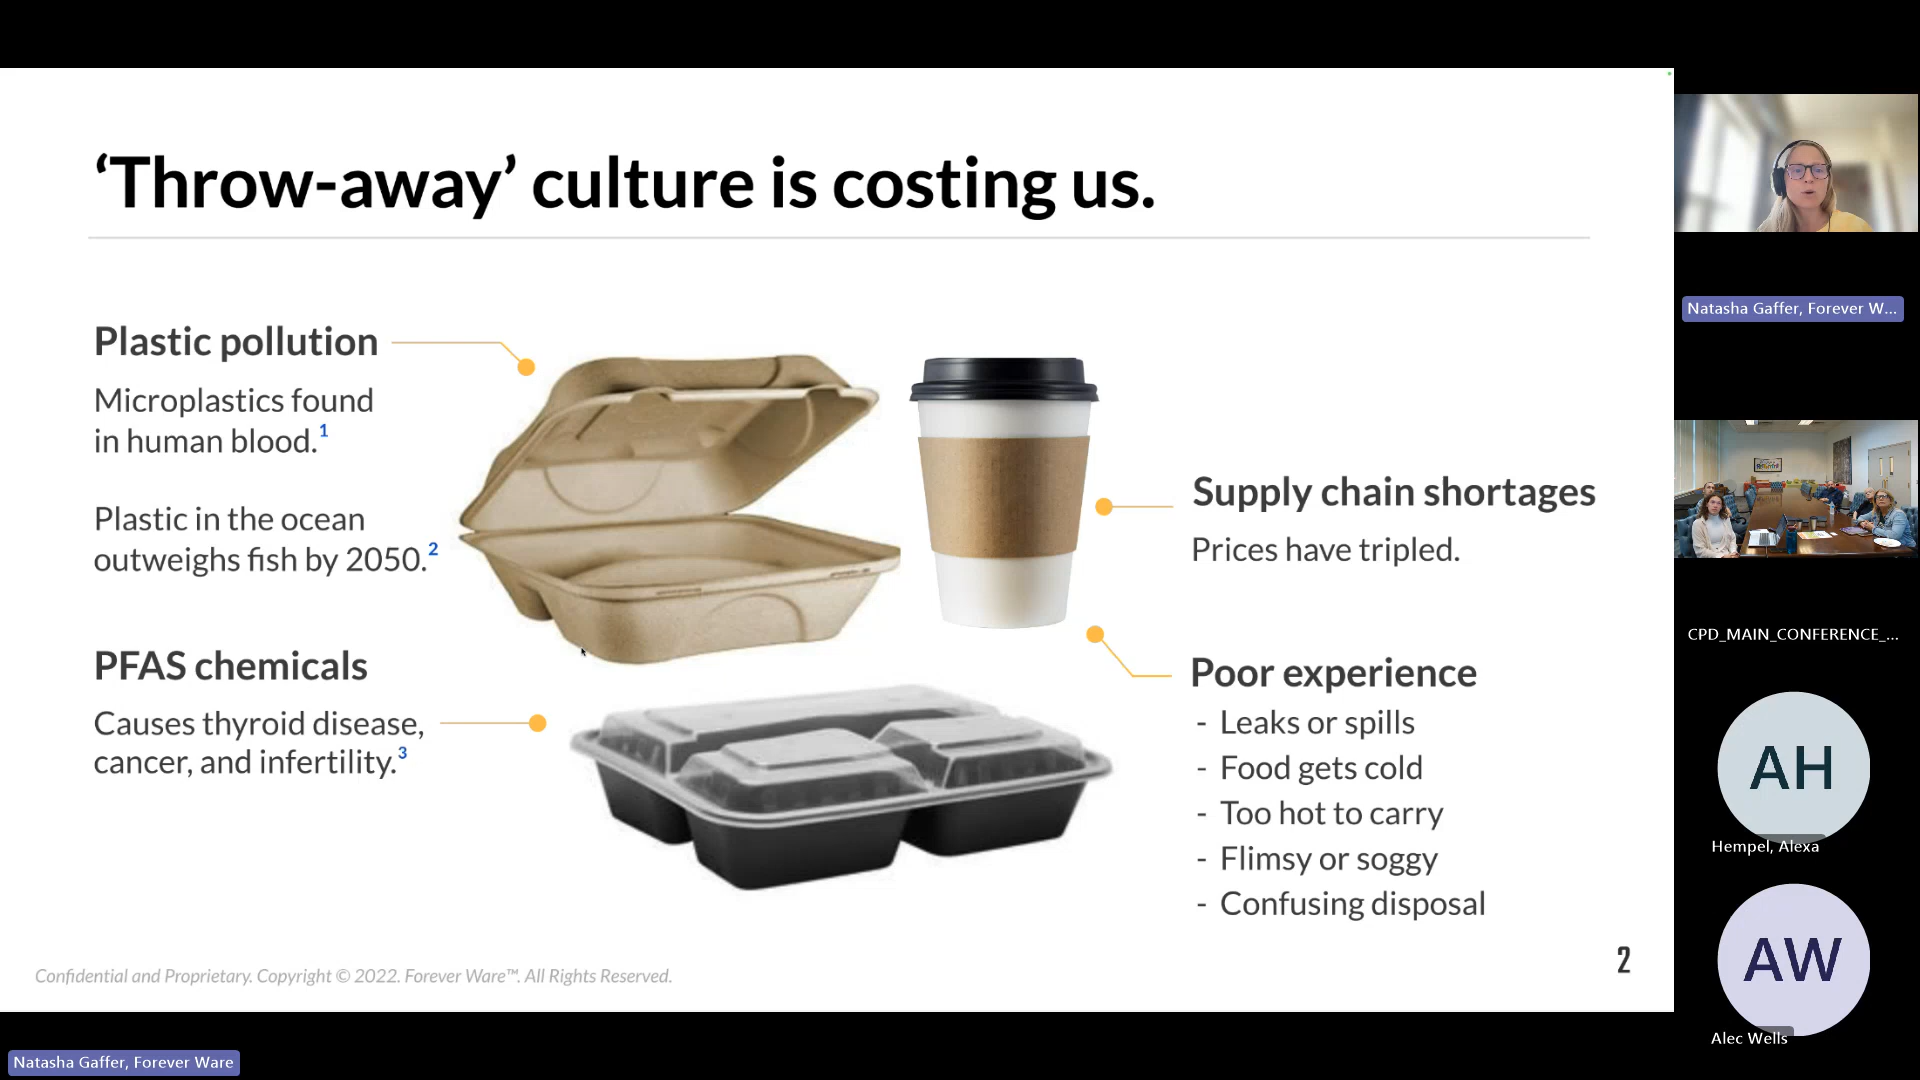 ‘Throw-away’ culture is costing us.
Plastic pollution
Microplastics found
in human blood.1
Plastic in the ocean
outweighs fish by 2050.2
PFAS chemicals
Causes thyroid disease,
cancer, and infertility.3
Supply chain shortages
Prices have tripled.
Poor experience
- Leaks or spills
- Food gets cold
- Too hot to carry
- Flimsy or soggy
- Confusing disposal
Confidential and Proprietary. Copyright © 2022. Forever Ware™. All Rights Reserved.
2
Natasha Gaffer, Forever W...
CPD_MAIN_CONFERENCE_...
AH
Hempel, Alexa
AW
Alec Wells
Natasha Gaffer, Forever Ware